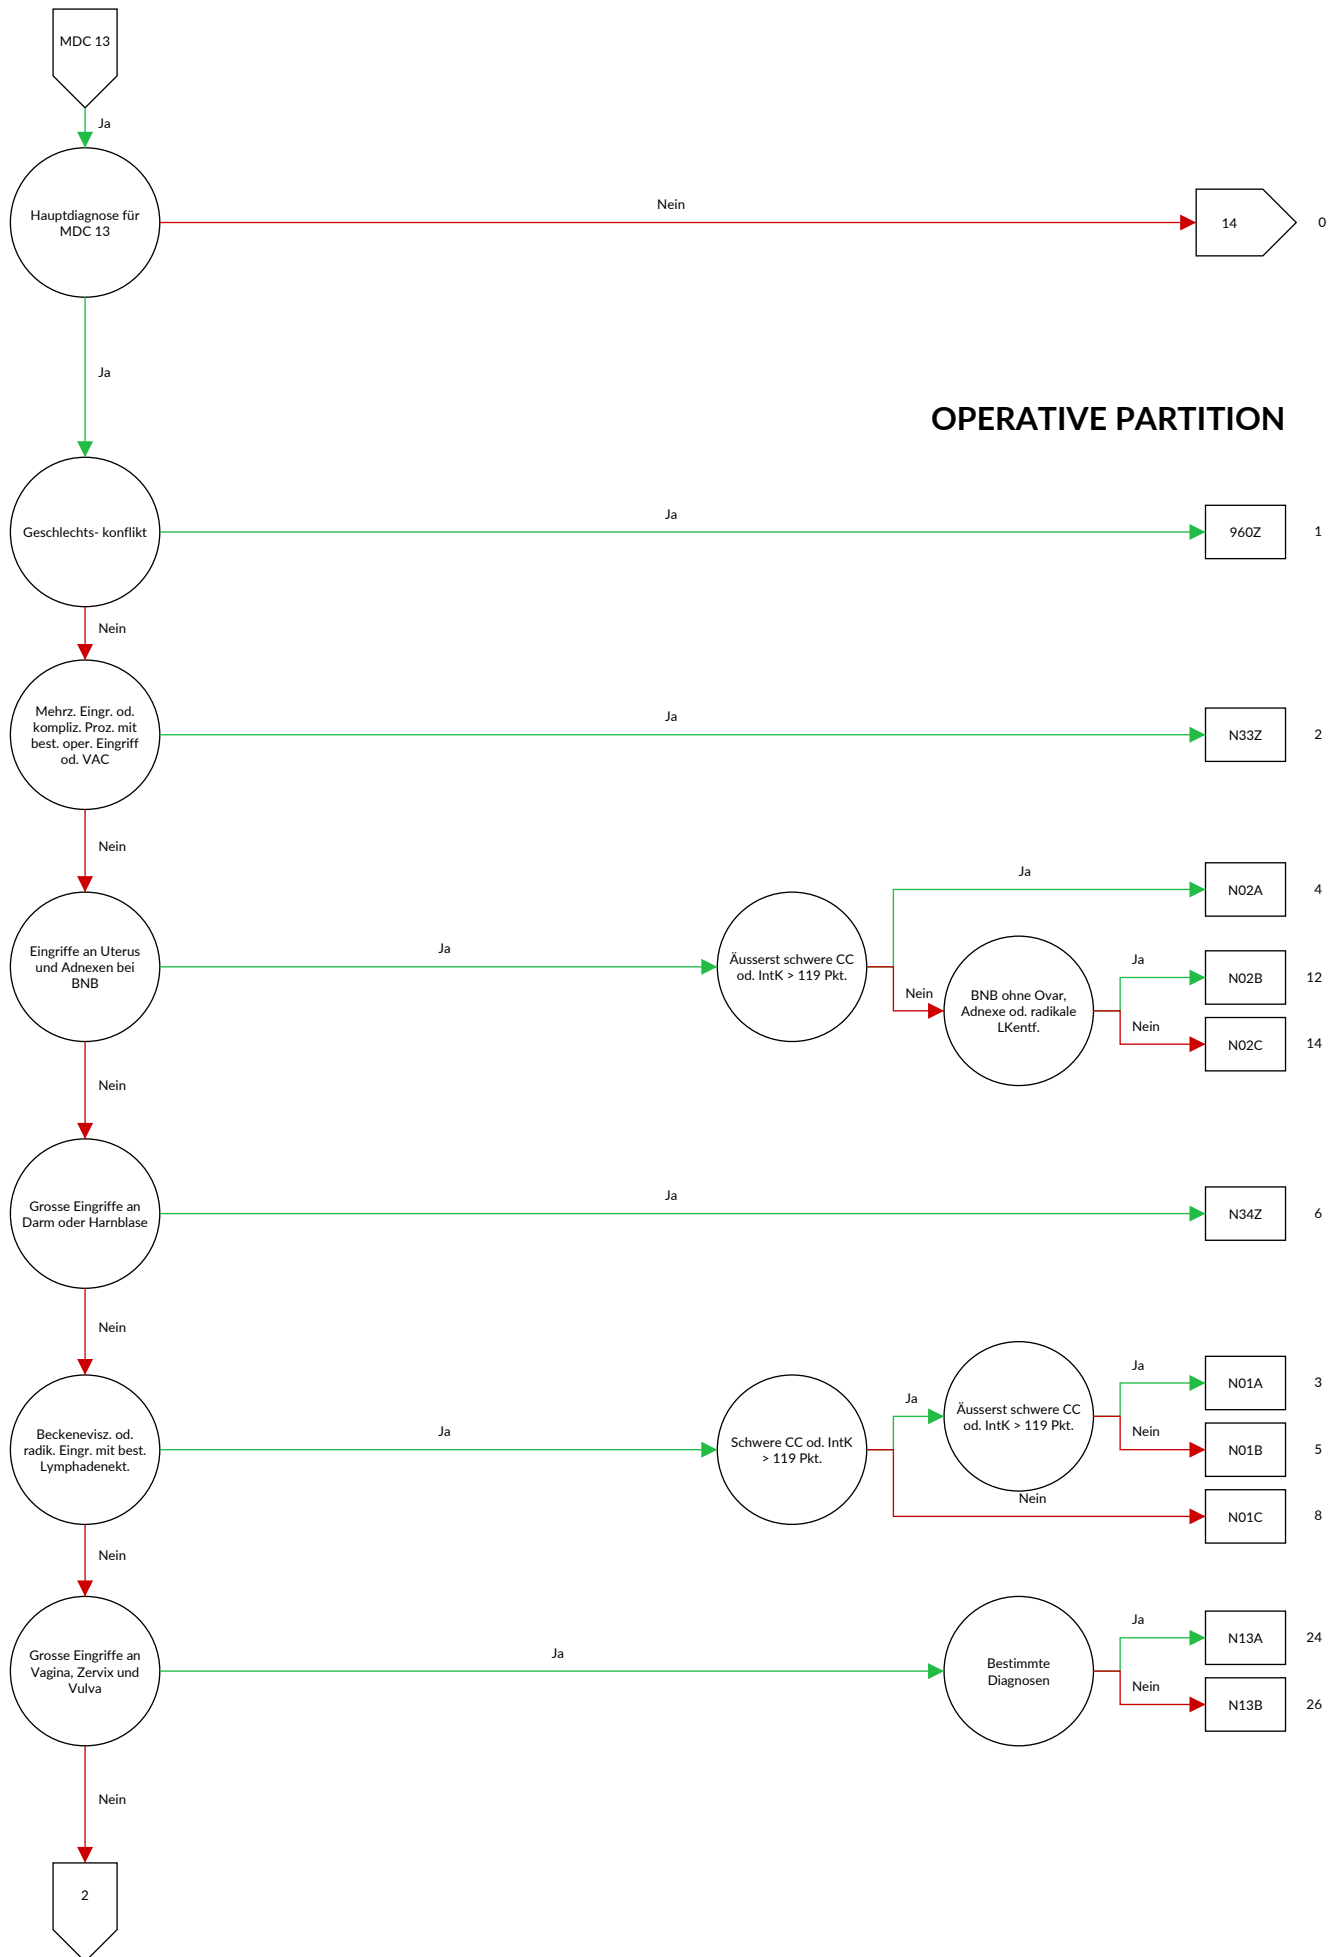 MDC 13
Ja
Hauptdiagnose für
MDC 13
Nein
14
0
Ja
OPERATIVE PARTITION
Geschlechts- konflikt
Ja
960Z
1
Nein
Mehrz. Eingr. od.
kompliz. Proz. mit
best. oper. Eingriff
od. VAC
Ja
N33Z
2
Nein
Eingriffe an Uterus
und Adnexen bei
BNB
Ja
Äusserst schwere CC
od. IntK > 119 Pkt.
Ja
N02A
4
Nein
BNB ohne Ovar,
Adnexe od. radikale
LKentf.
Ja
N02B
12
Nein
N02C
14
Nein
Grosse Eingriffe an
Darm oder Harnblase
Ja
N34Z
6
Nein
Beckenevisz. od.
radik. Eingr. mit best.
Lymphadenekt.
Ja
Schwere CC od. IntK
> 119 Pkt.
Ja
Äusserst schwere CC
od. IntK > 119 Pkt.
Ja
N01A
3
Nein
N01B
5
Nein
N01C
8
Nein
Grosse Eingriffe an
Vagina, Zervix und
Vulva
Ja
Bestimmte
Diagnosen
Ja
N13A
24
Nein
N13B
26
Nein
2